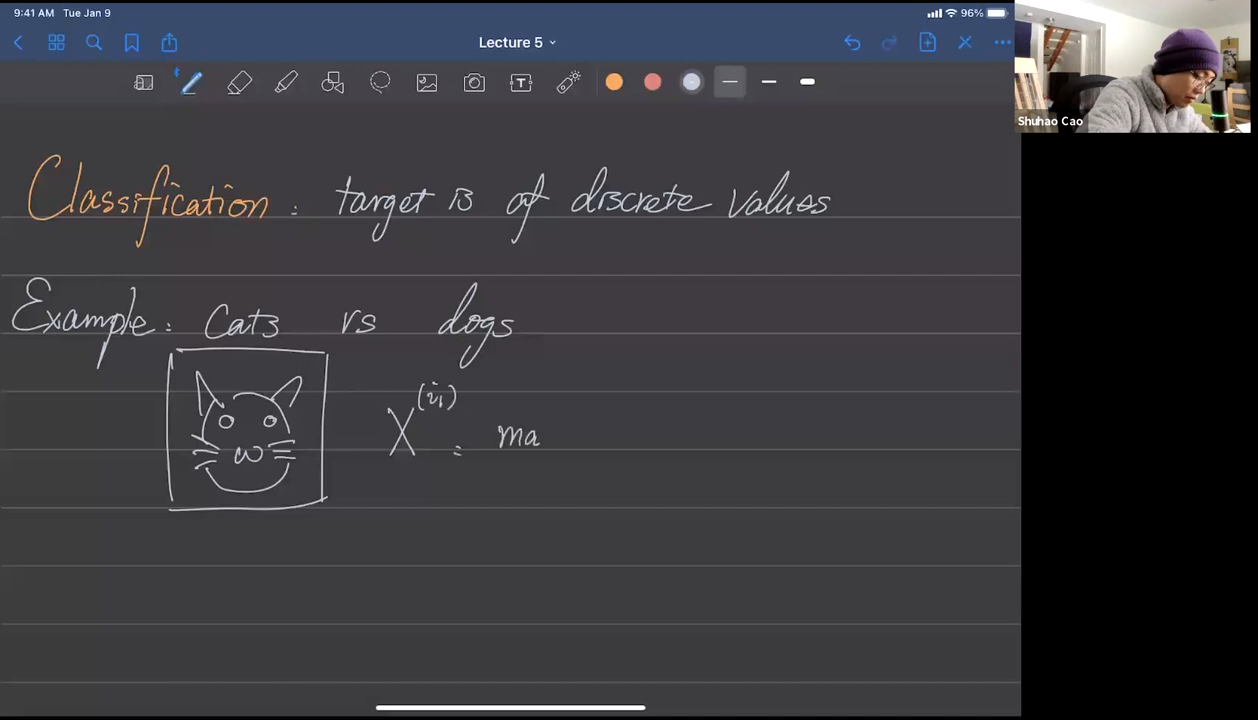 9:41 AM Tue Jan 9
96%
Lecture 5
Shuhao Cao
Classification: target is of discrete values
Example: Cats vs dogs
X^(i₁) = ma